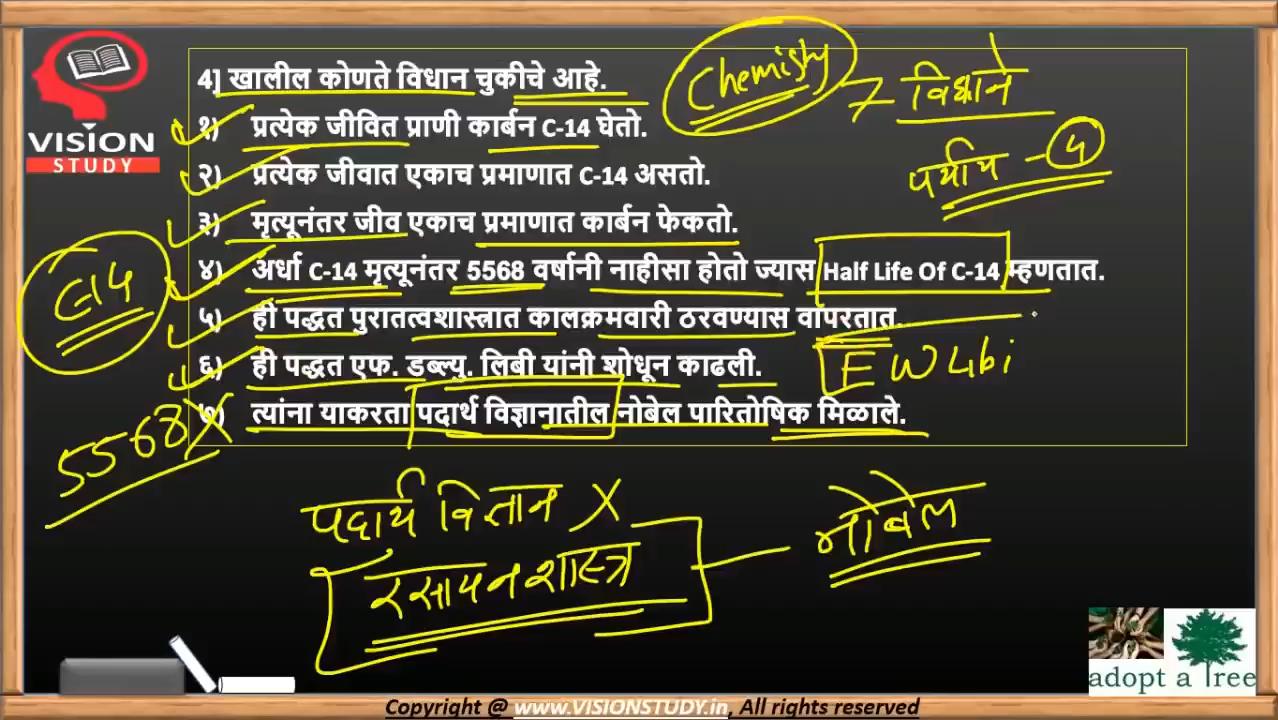 VISION
STUDY
4] खालील कोणते विधान चुकीचे आहे.
१) प्रत्येक जीवित प्राणी कार्बन C-14 घेतो.
२) प्रत्येक जीवात एकाच प्रमाणात C-14 असतो.
३) मृत्यूनंतर जीव एकाच प्रमाणात कार्बन फेकतो.
४) अर्धा C-14 मृत्यूनंतर 5568 वर्षानी नाहीसा होतो ज्यास Half Life Of C-14 म्हणतात.
५) ही पद्धत पुरातत्वशास्त्रात कालक्रमवारी ठरवण्यास वापरतात.
६) ही पद्धत एफ. डब्ल्यु. लिबी यांनी शोधून काढली.
७) त्यांना याकरता पदार्थ विज्ञानातील नोबेल पारितोषिक मिळाले.
Chemistry
7 विधाने
पर्याय - 4
C-14
5568
पदार्थ विज्ञान X
रसायनशास्त्र
नोबेल
adopt a Tree
Copyright @ www.VISIONSTUDY.in, All rights reserved